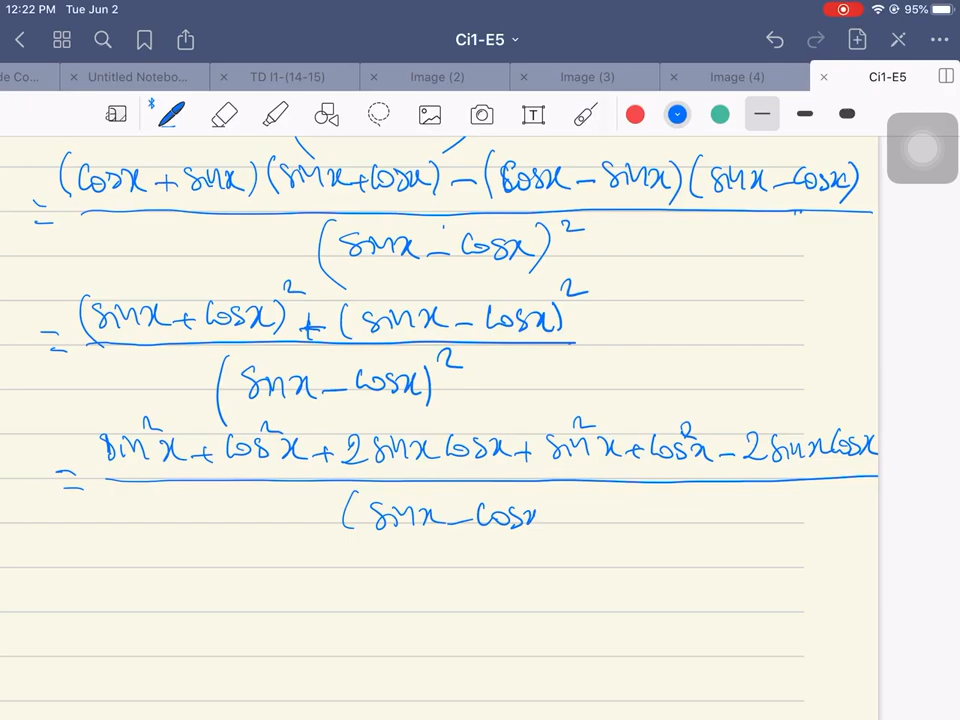 12:22 PM Tue Jun 2 95%
Ci1-E5
de Co... × Untitled Notebo... × TD I1-(14-15) × Image (2) × Image (3) × Image (4) × Ci1-E5
= (cosx + sinx)(sinx+cosx) - (cosx - sinx)(sinx - cosx)
(sinx - cosx)²
= (sinx + cosx)² + (sinx - cosx)²
(sinx - cosx)²
= sin²x + cos²x + 2sinxcosx + sin²x + cos²x - 2sinxcosx
(sinx - cosx